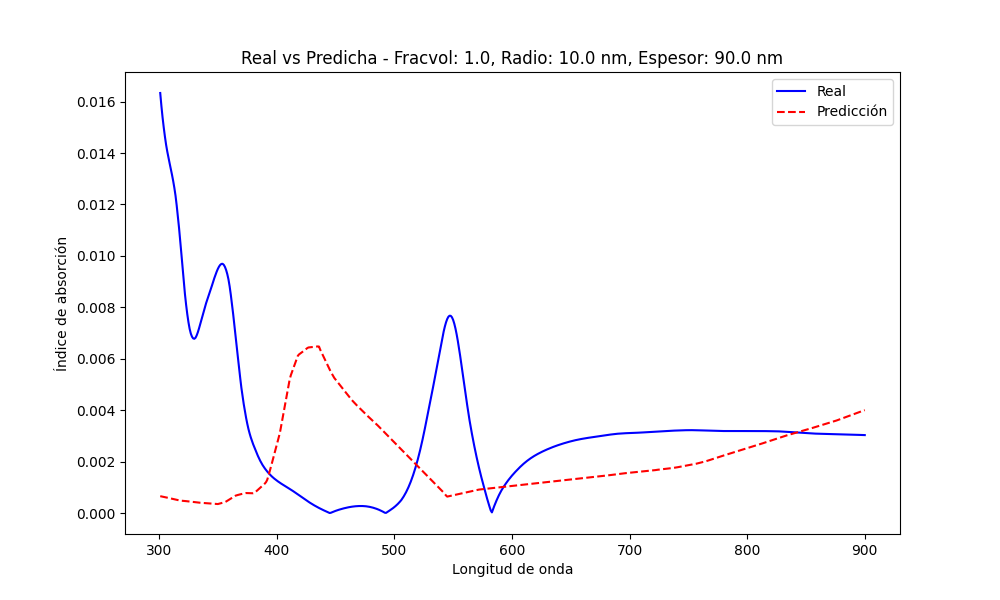 Real vs Predicha - Fracvol: 1.0, Radio: 10.0 nm, Espesor: 90.0 nm
Real
Predicción
0.016
0.014
0.012
0.010
0.008
0.006
0.004
0.002
0.000
Índice de absorción
300 400 500 600 700 800 900
Longitud de onda